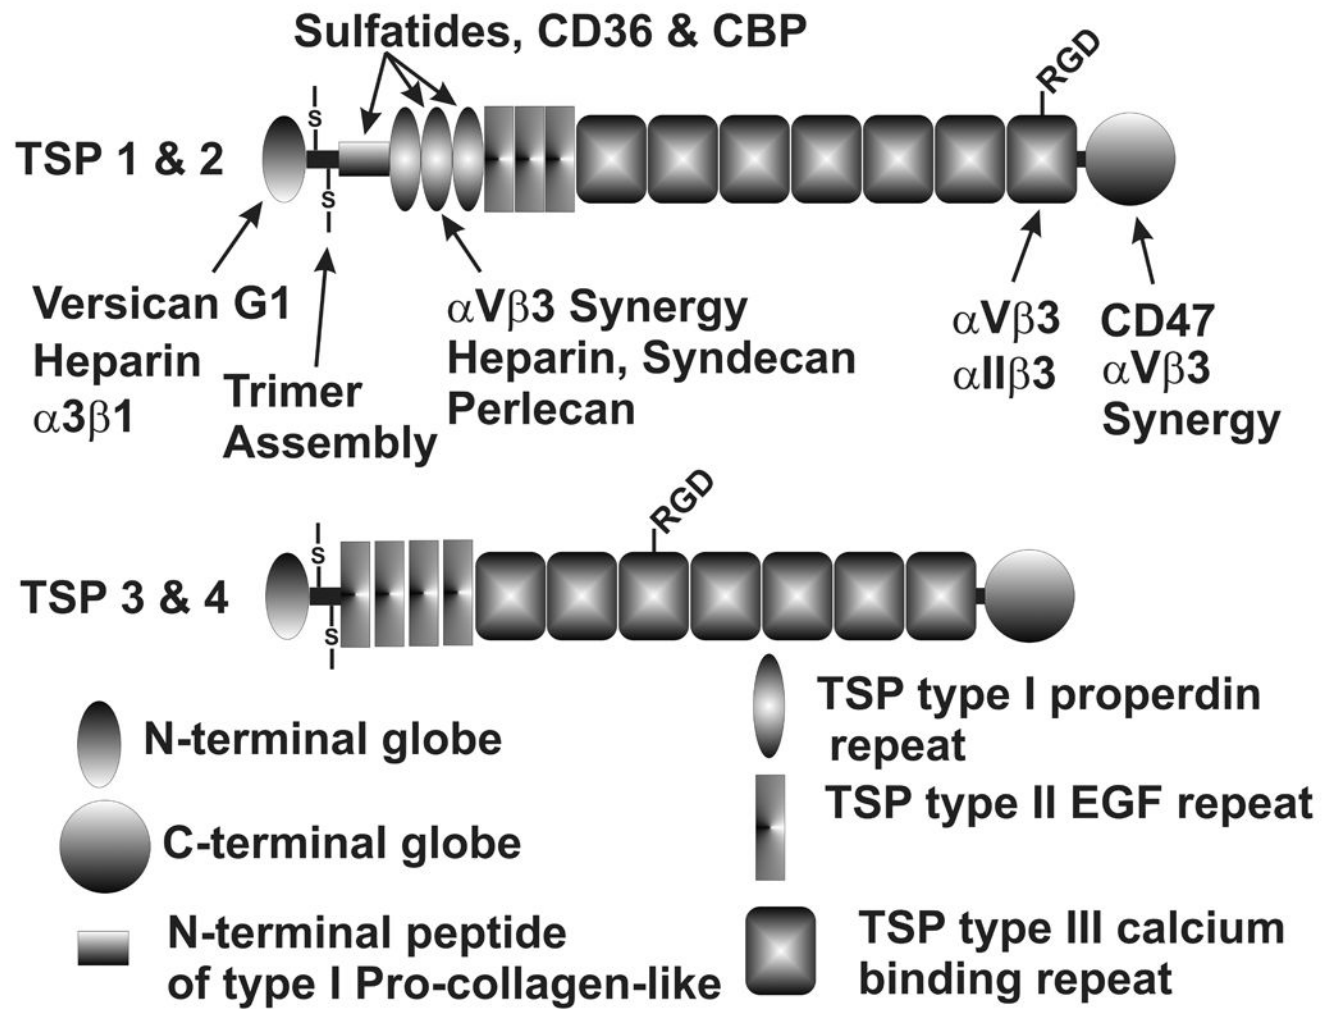 Sulfatides, CD36 & CBP
RGD
S
TSP 1 & 2
S
Versican G1
Heparin
α3β1
Trimer
Assembly
αVβ3 Synergy
Heparin, Syndecan
Perlecan
αVβ3
αIIβ3
CD47
αVβ3
Synergy
RGD
S
TSP 3 & 4
S
N-terminal globe
C-terminal globe
N-terminal peptide
of type I Pro-collagen-like
TSP type I properdin
repeat
TSP type II EGF repeat
TSP type III calcium
binding repeat